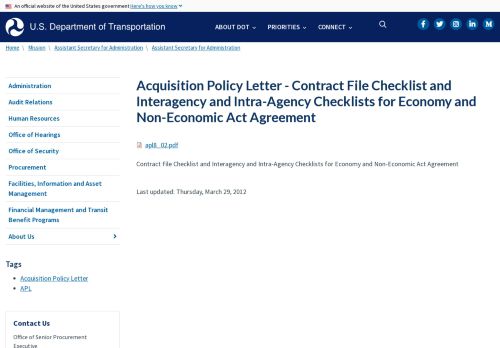 An official website of the United States government Here's how you know
U.S. Department of Transportation
ABOUT DOT
PRIORITIES
CONNECT
Home \ Mission \ Assistant Secretary for Administration \ Assistant Secretary for Administration
Administration
Audit Relations
Human Resources
Office of Hearings
Office of Security
Procurement
Facilities, Information and Asset
Management
Financial Management and Transit
Benefit Programs
About Us
Tags
Acquisition Policy Letter
APL
Contact Us
Office of Senior Procurement
Executive
Acquisition Policy Letter - Contract File Checklist and
Interagency and Intra-Agency Checklists for Economy and
Non-Economic Act Agreement
apl8_02.pdf
Contract File Checklist and Interagency and Intra-Agency Checklists for Economy and Non-Economic Act Agreement
Last updated: Thursday, March 29, 2012